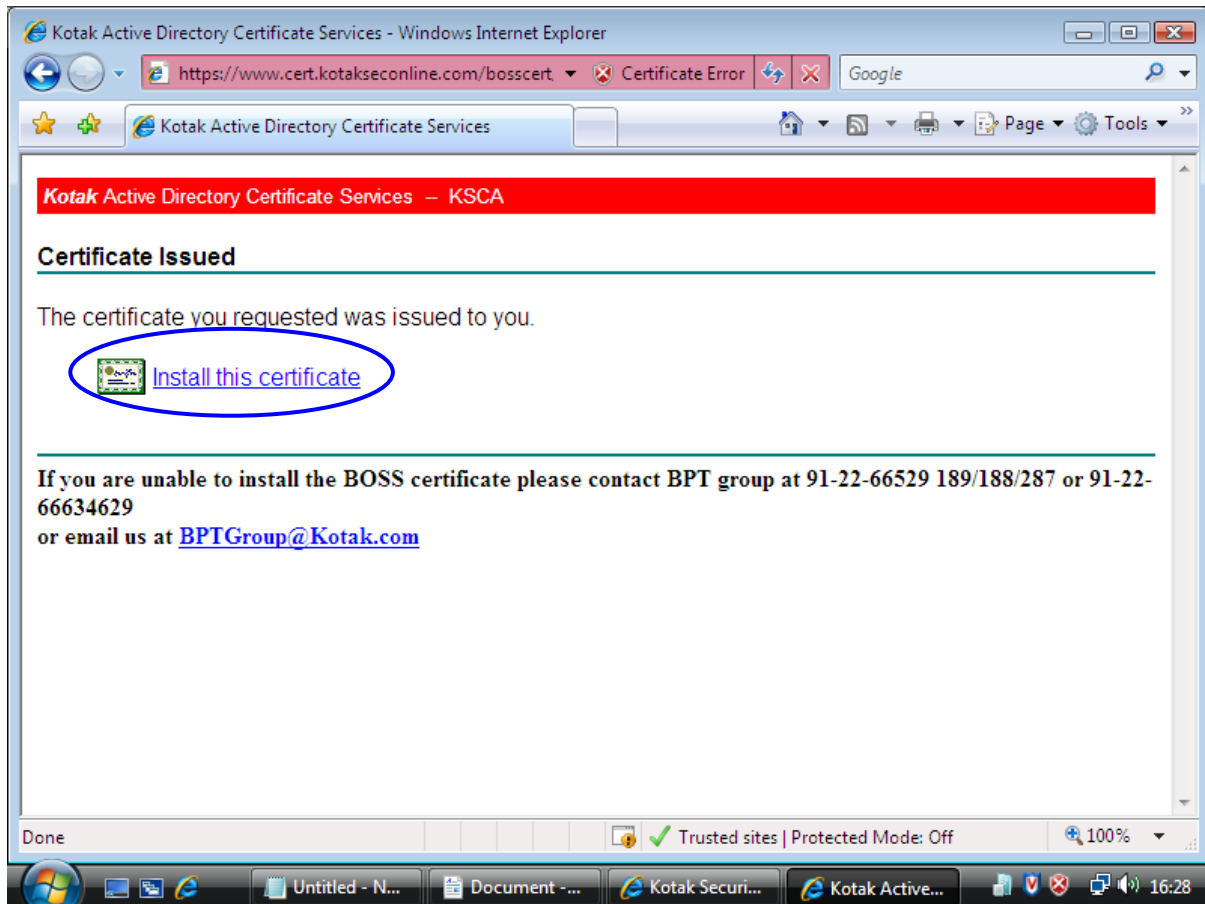 Kotak Active Directory Certificate Services - Windows Internet Explorer
https://www.cert.kotakseconline.com/bosscert, Certificate Error Google
Kotak Active Directory Certificate Services Page Tools
Kotak Active Directory Certificate Services -- KSCA
Certificate Issued
The certificate you requested was issued to you.
Install this certificate
If you are unable to install the BOSS certificate please contact BPT group at 91-22-66529 189/188/287 or 91-22-
66634629
or email us at BPTGroup@Kotak.com
Done Trusted sites | Protected Mode: Off 100%
Untitled - N... Document -... Kotak Securi... Kotak Active... 16:28